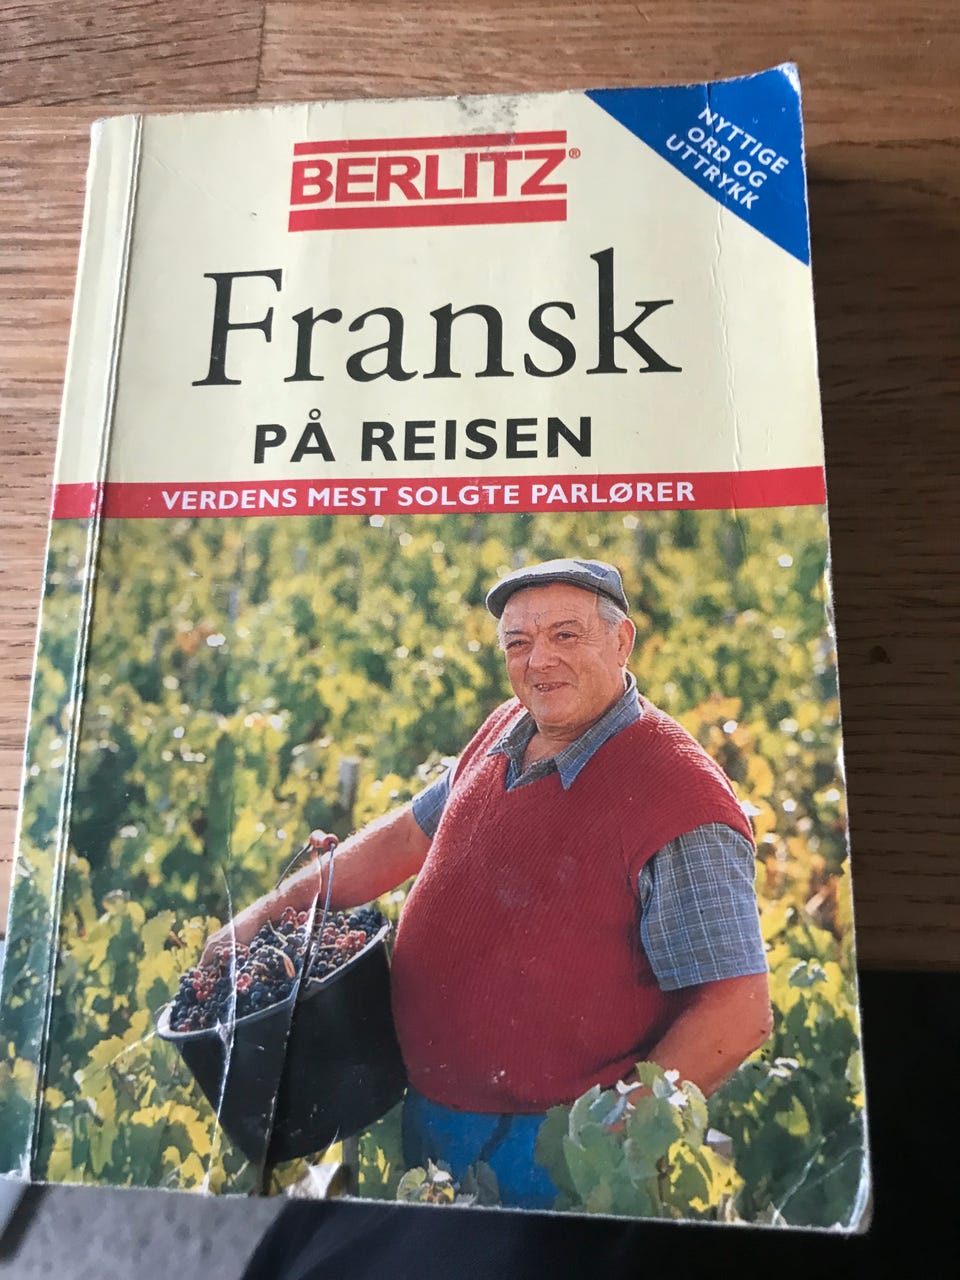 BERLITZ®
NYTTIGE
ORD OG
UTTRYKK
Fransk
PÅ REISEN
VERDENS MEST SOLGTE PARLØRER